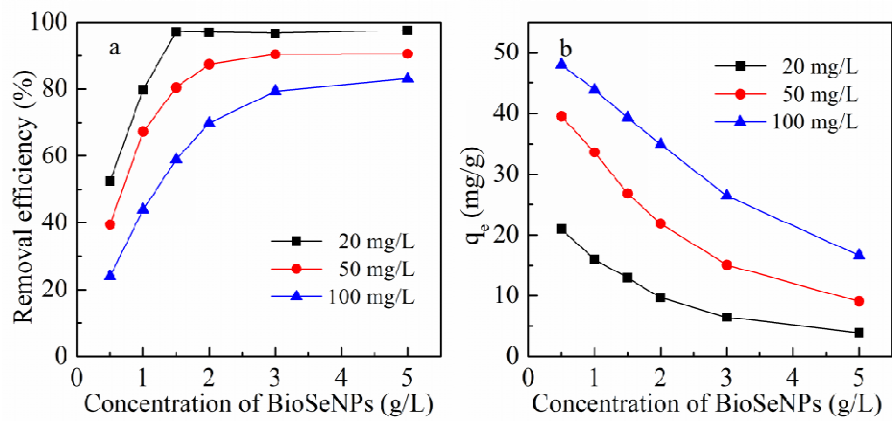 a
100
80
60
40
20
0
Removal efficiency (%)
20 mg/L
50 mg/L
100 mg/L
0 1 2 3 4 5
Concentration of BioSeNPs (g/L)
b
50
40
30
20
10
0
qe (mg/g)
20 mg/L
50 mg/L
100 mg/L
0 1 2 3 4 5
Concentration of BioSeNPs (g/L)